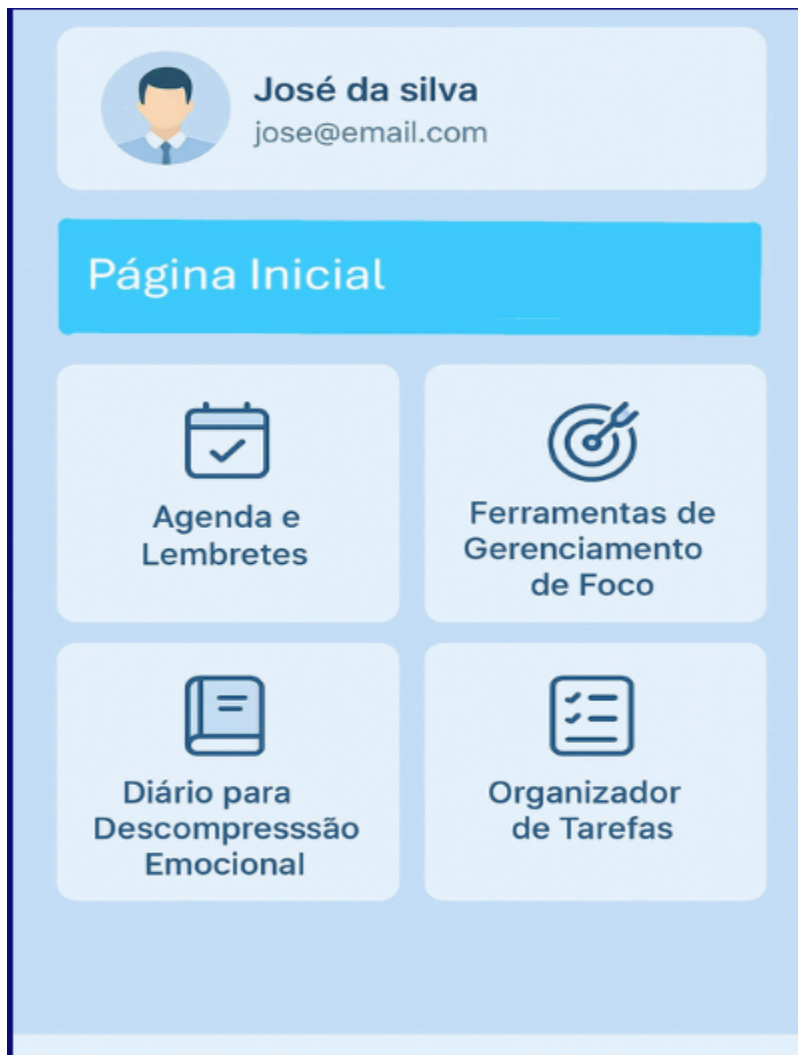 José da silva
jose@email.com
Página Inicial
Agenda e
Lembretes
Ferramentas de
Gerenciamento
de Foco
Diário para
Descompresssão
Emocional
Organizador
de Tarefas